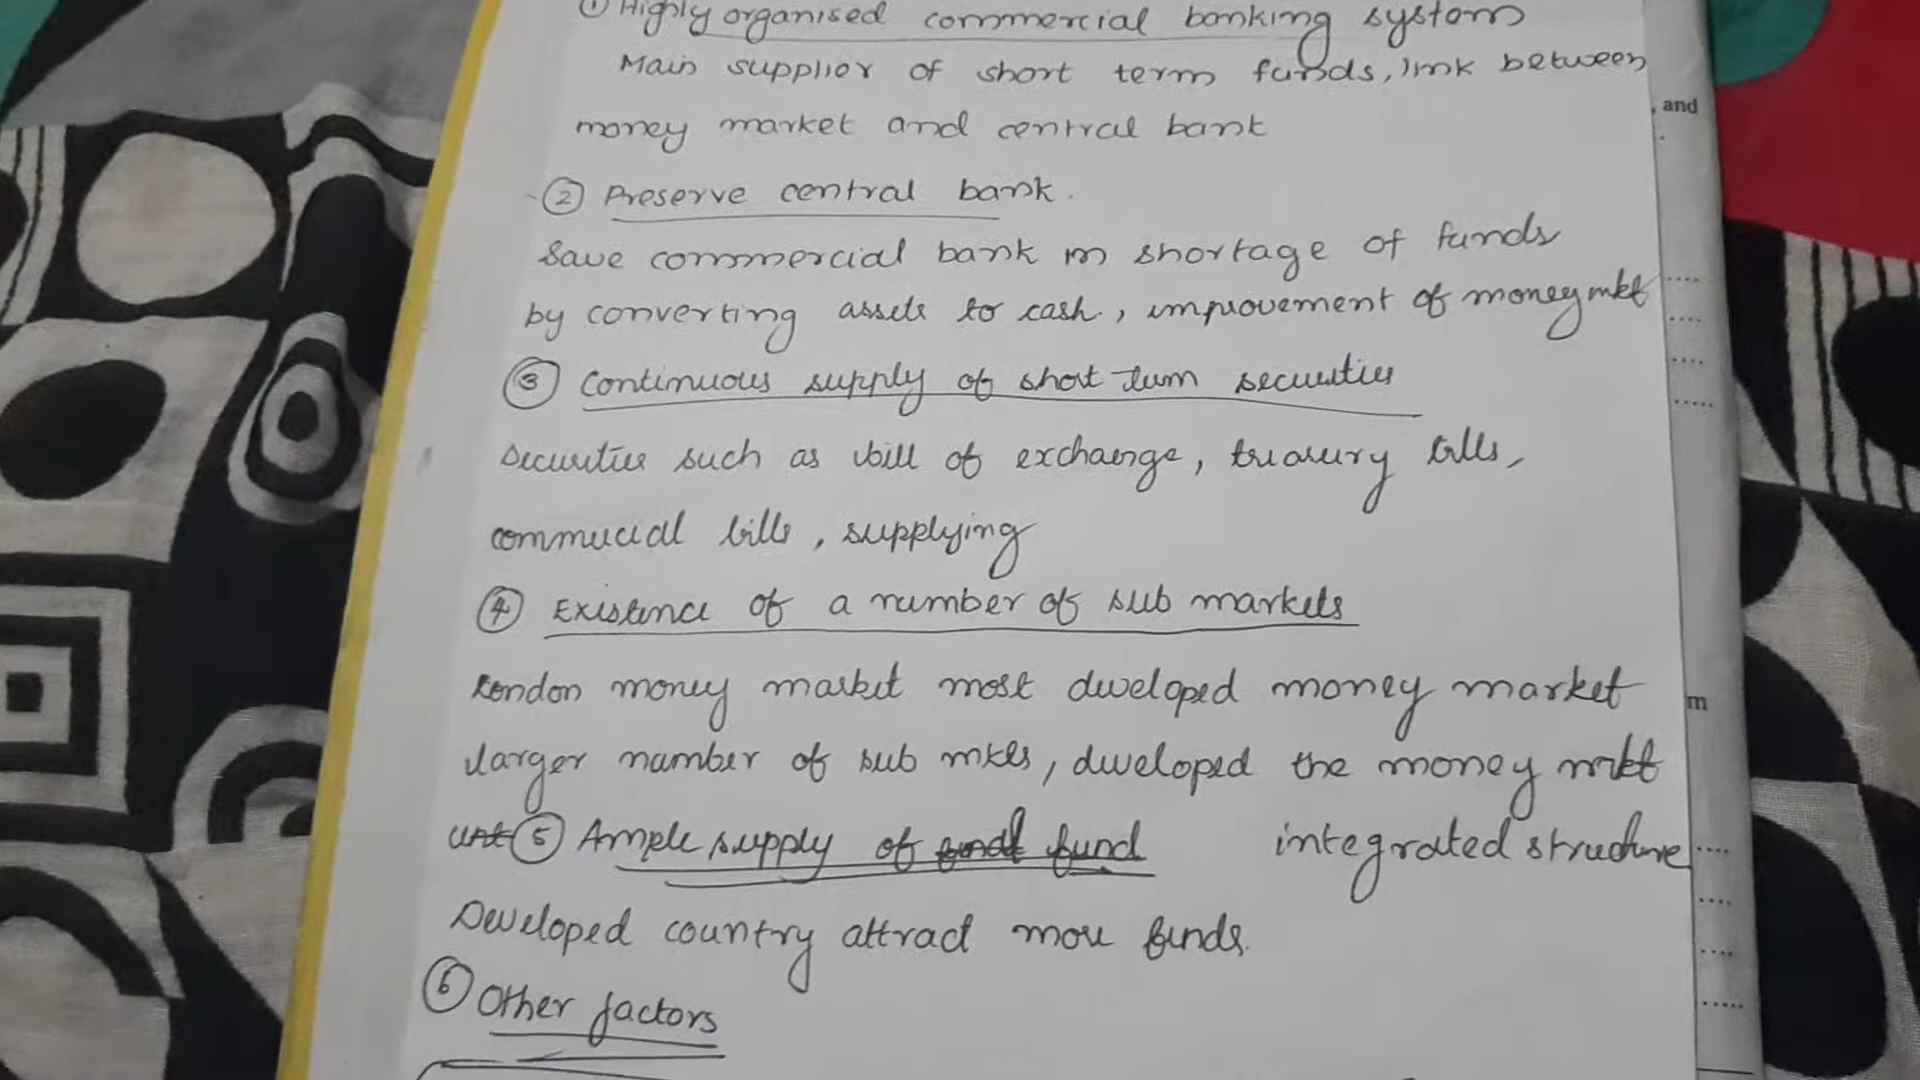 ① Highly organised commercial banking system
Main supplier of short term funds, link between
money market and central bank
② Preserve central bank.
Save commercial bank in shortage of funds
by converting assets to cash, improvement of money mkt
③ Continuous supply of short term securities
Securities such as bill of exchange, treasury bills,
commercial bills, supplying
④ Existence of a number of sub markets
London money market most developed money market
larger number of sub mkts, developed the money mkt
⑤ Ample supply of fund integrated structure
Developed country attract more funds.
⑥ Other factors
, and
m